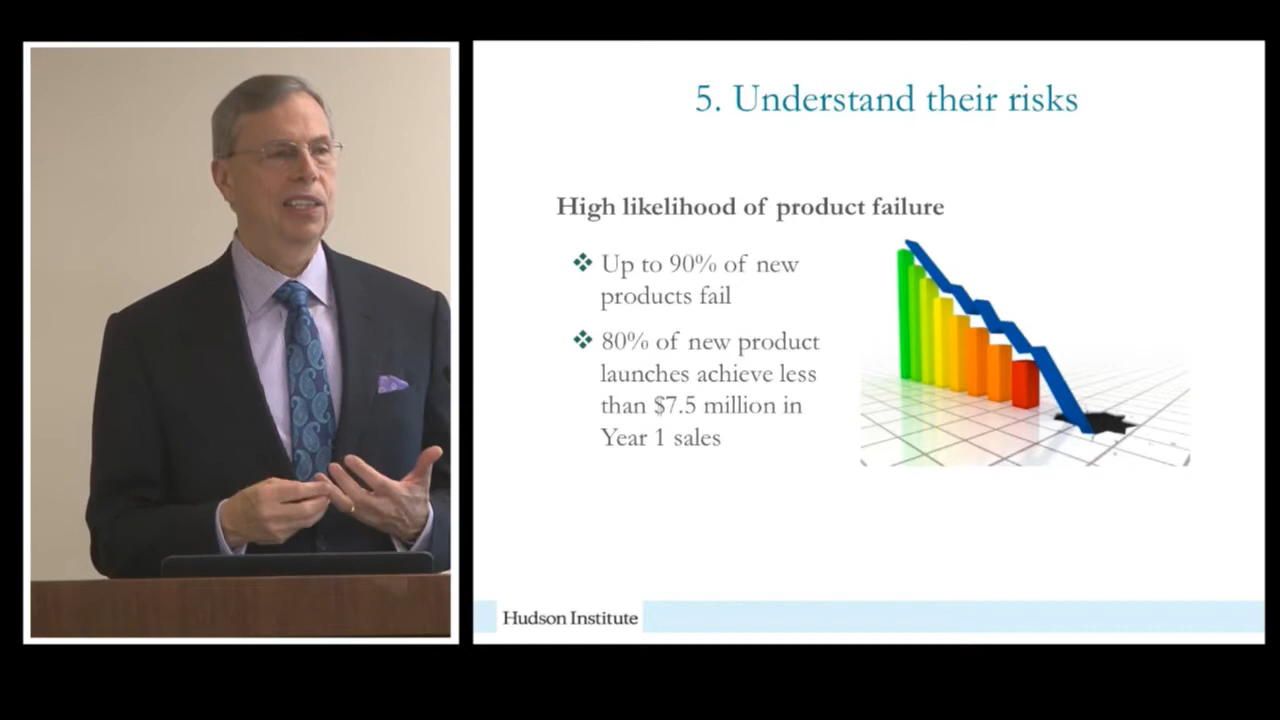 5. Understand their risks
High likelihood of product failure
❖ Up to 90% of new
products fail
❖ 80% of new product
launches achieve less
than $7.5 million in
Year 1 sales
Hudson Institute